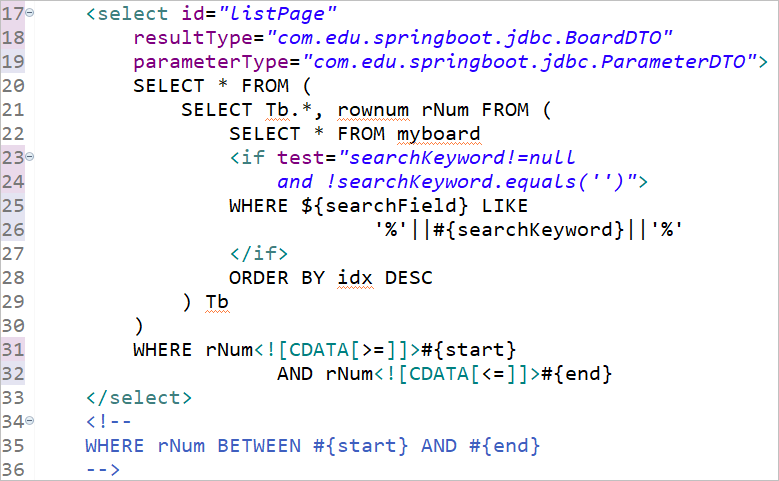 17 <select id="listPage"
18 resultType="com.edu.springboot.jdbc.BoardDTO"
19 parameterType="com.edu.springboot.jdbc.ParameterDTO">
20 SELECT * FROM (
21 SELECT Tb.*, rownum rNum FROM (
22 SELECT * FROM myboard
23 <if test="searchKeyword!=null
24 and !searchKeyword.equals('')">
25 WHERE ${searchField} LIKE
26 '%'||#{searchKeyword}||'%'
27 </if>
28 ORDER BY idx DESC
29 ) Tb
30 )
31 WHERE rNum<![CDATA[>=]]>#{start}
32 AND rNum<![CDATA[<=]]>#{end}
33 </select>
34 <!--
35 WHERE rNum BETWEEN #{start} AND #{end}
36 -->